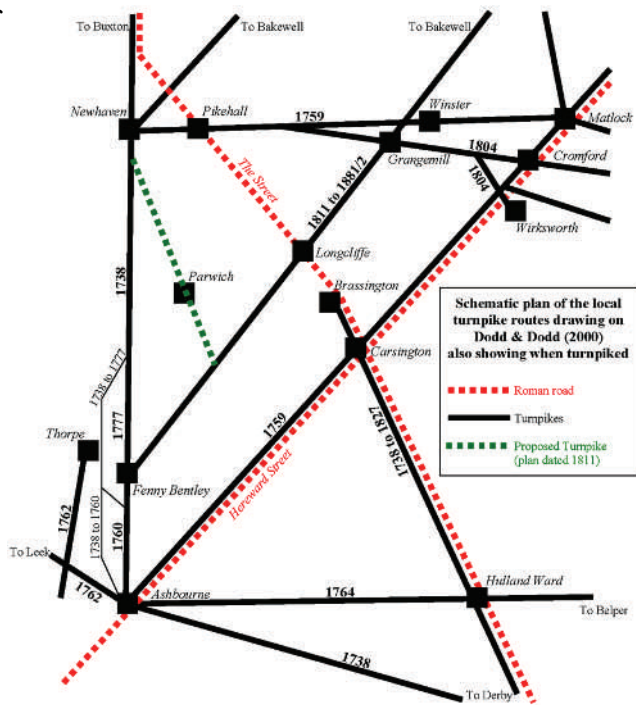 To Buxton
To Bakewell
To Bakewell
Newhaven
Pikehall
1759
Winster
Matlock
1804
Cromford
Grangemill
1804
Wirksworth
The Street
1811 to 1881/2
Longcliffe
1738
Parwich
Brassington
Carsington
Schematic plan of the local
turnpike routes drawing on
Dodd & Dodd (2000)
also showing when turnpiked
Roman road
Turnpikes
Proposed Turnpike
(plan dated 1811)
1738 to 1777
1777
Thorpe
1759
1738 to 1827
Fenny Bentley
Hereward Street
1762
1738 to 1760
1760
To Leek
1762
Ashbourne
1764
Hulland Ward
To Belper
1738
To Derby